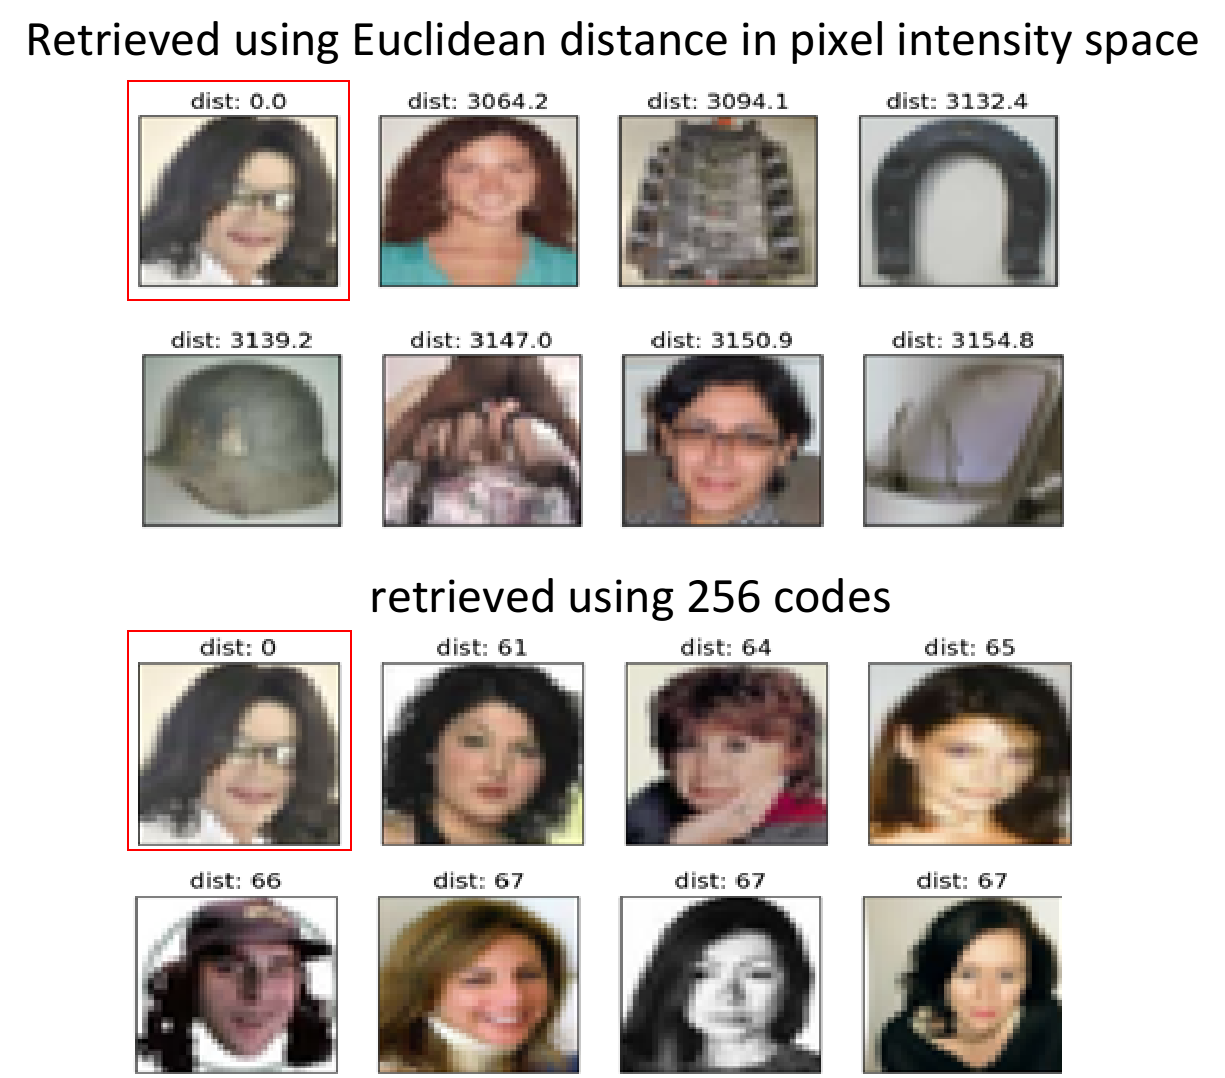 Retrieved using Euclidean distance in pixel intensity space
dist: 0.0 dist: 3064.2 dist: 3094.1 dist: 3132.4
dist: 3139.2 dist: 3147.0 dist: 3150.9 dist: 3154.8
retrieved using 256 codes
dist: 0 dist: 61 dist: 64 dist: 65
dist: 66 dist: 67 dist: 67 dist: 67